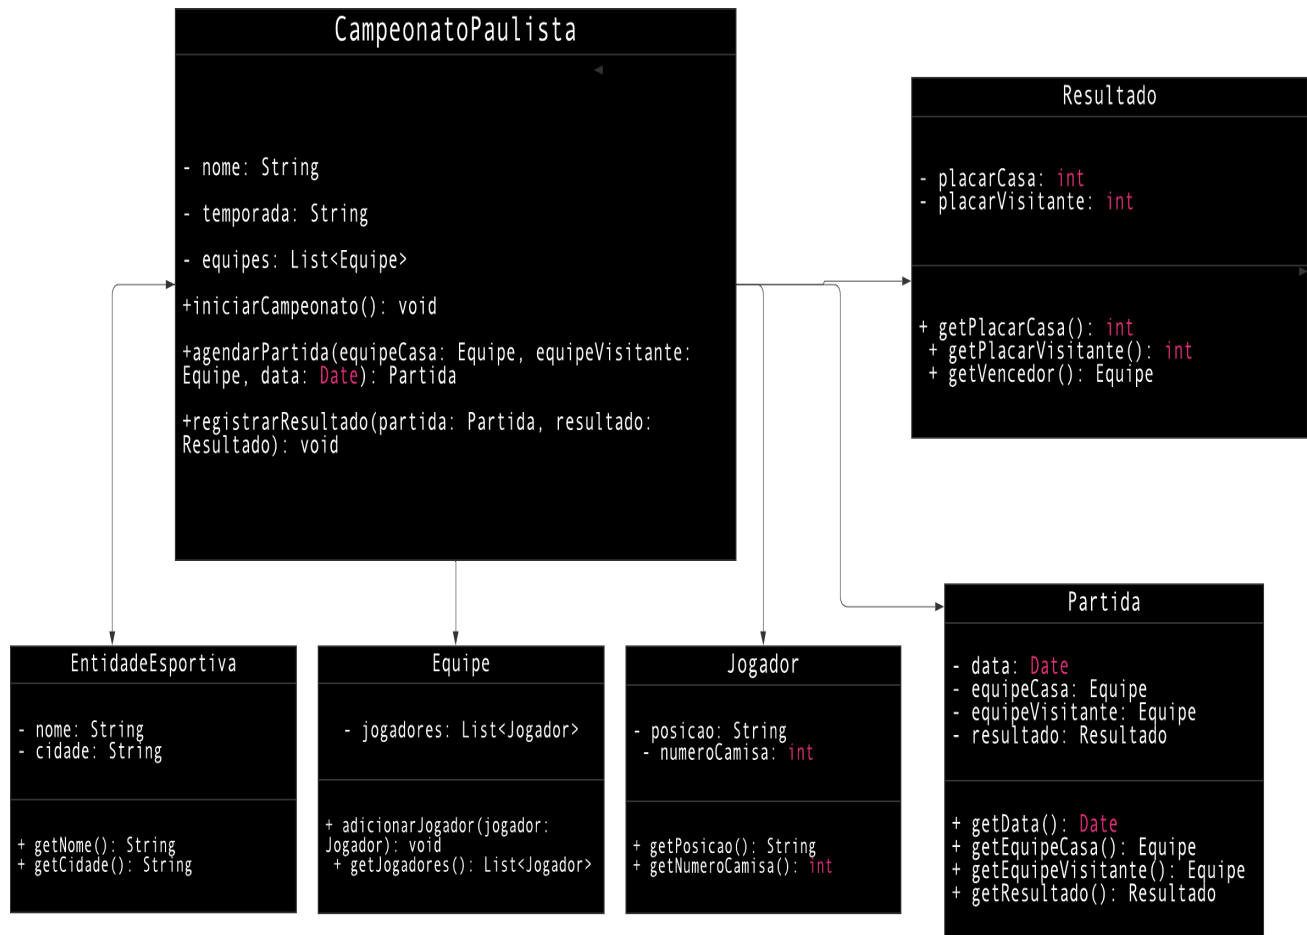 CampeonatoPaulista
- nome: String
- temporada: String
- equipes: List<Equipe>
+iniciarCampeonato(): void
+agendarPartida(equipeCasa: Equipe, equipeVisitante:
Equipe, data: Date): Partida
+registrarResultado(partida: Partida, resultado:
Resultado): void
Resultado
- placarCasa: int
- placarVisitante: int
+ getPlacarCasa(): int
+ getPlacarVisitante(): int
+ getVencedor(): Equipe
EntidadeEsportiva
- nome: String
- cidade: String
+ getNome(): String
+ getCidade(): String
Equipe
- jogadores: List<Jogador>
+ adicionarJogador(jogador:
Jogador): void
+ getJogadores(): List<Jogador>
Jogador
- posicao: String
- numeroCamisa: int
+ getPosicao(): String
+ getNumeroCamisa(): int
Partida
- data: Date
- equipeCasa: Equipe
- equipeVisitante: Equipe
- resultado: Resultado
+ getData(): Date
+ getEquipeCasa(): Equipe
+ getEquipeVisitante(): Equipe
+ getResultado(): Resultado